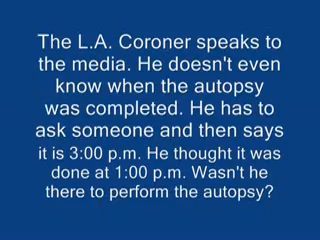 The L.A. Coroner speaks to
the media. He doesn't even
know when the autopsy
was completed. He has to
ask someone and then says
it is 3:00 p.m. He thought it was
done at 1:00 p.m. Wasn't he
there to perform the autopsy?